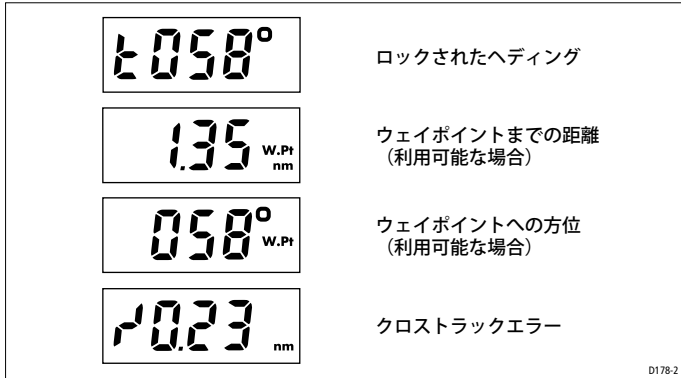 t058°
ロックされたヘディング
1.35 W.Pt nm
ウェイポイントまでの距離
（利用可能な場合）
058° W.Pt
ウェイポイントへの方位
（利用可能な場合）
0.23 nm
クロストラックエラー
D178-2